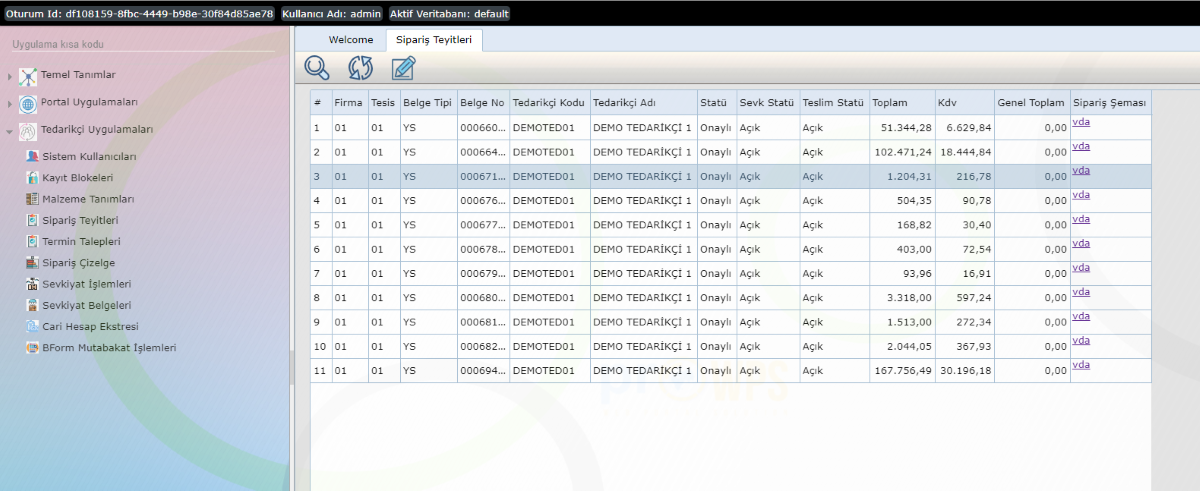 Oturum Id: df108159-8fbc-4449-b98e-30f84d85ae78 Kullanıcı Adı: admin Aktif Veritabanı: default
Uygulama kısa kodu
Temel Tanımlar
Portal Uygulamaları
Tedarikçi Uygulamaları
Sistem Kullanıcıları
Kayıt Blokeleri
Malzeme Tanımları
Sipariş Teyitleri
Termin Talepleri
Sipariş Çizelge
Sevkiyat İşlemleri
Sevkiyat Belgeleri
Cari Hesap Ekstresi
BForm Mutabakat İşlemleri
Welcome Sipariş Teyitleri
# Firma Tesis Belge Tipi Belge No Tedarikçi Kodu Tedarikçi Adı Statü Sevk Statü Teslim Statü Toplam Kdv Genel Toplam Sipariş Şeması
1 01 01 YS 000660... DEMOTED01 DEMO TEDARİKÇİ 1 Onaylı Açık Açık 51.344,28 6.629,84 0,00 vda
2 01 01 YS 000664... DEMOTED01 DEMO TEDARİKÇİ 1 Onaylı Açık Açık 102.471,24 18.444,84 0,00 vda
3 01 01 YS 000671... DEMOTED01 DEMO TEDARİKÇİ 1 Onaylı Açık Açık 1.204,31 216,78 0,00 vda
4 01 01 YS 000676... DEMOTED01 DEMO TEDARİKÇİ 1 Onaylı Açık Açık 504,35 90,78 0,00 vda
5 01 01 YS 000677... DEMOTED01 DEMO TEDARİKÇİ 1 Onaylı Açık Açık 168,82 30,40 0,00 vda
6 01 01 YS 000678... DEMOTED01 DEMO TEDARİKÇİ 1 Onaylı Açık Açık 403,00 72,54 0,00 vda
7 01 01 YS 000679... DEMOTED01 DEMO TEDARİKÇİ 1 Onaylı Açık Açık 93,96 16,91 0,00 vda
8 01 01 YS 000680... DEMOTED01 DEMO TEDARİKÇİ 1 Onaylı Açık Açık 3.318,00 597,24 0,00 vda
9 01 01 YS 000681... DEMOTED01 DEMO TEDARİKÇİ 1 Onaylı Açık Açık 1.513,00 272,34 0,00 vda
10 01 01 YS 000682... DEMOTED01 DEMO TEDARİKÇİ 1 Onaylı Açık Açık 2.044,05 367,93 0,00 vda
11 01 01 YS 000694... DEMOTED01 DEMO TEDARİKÇİ 1 Onaylı Açık Açık 167.756,49 30.196,18 0,00 vda